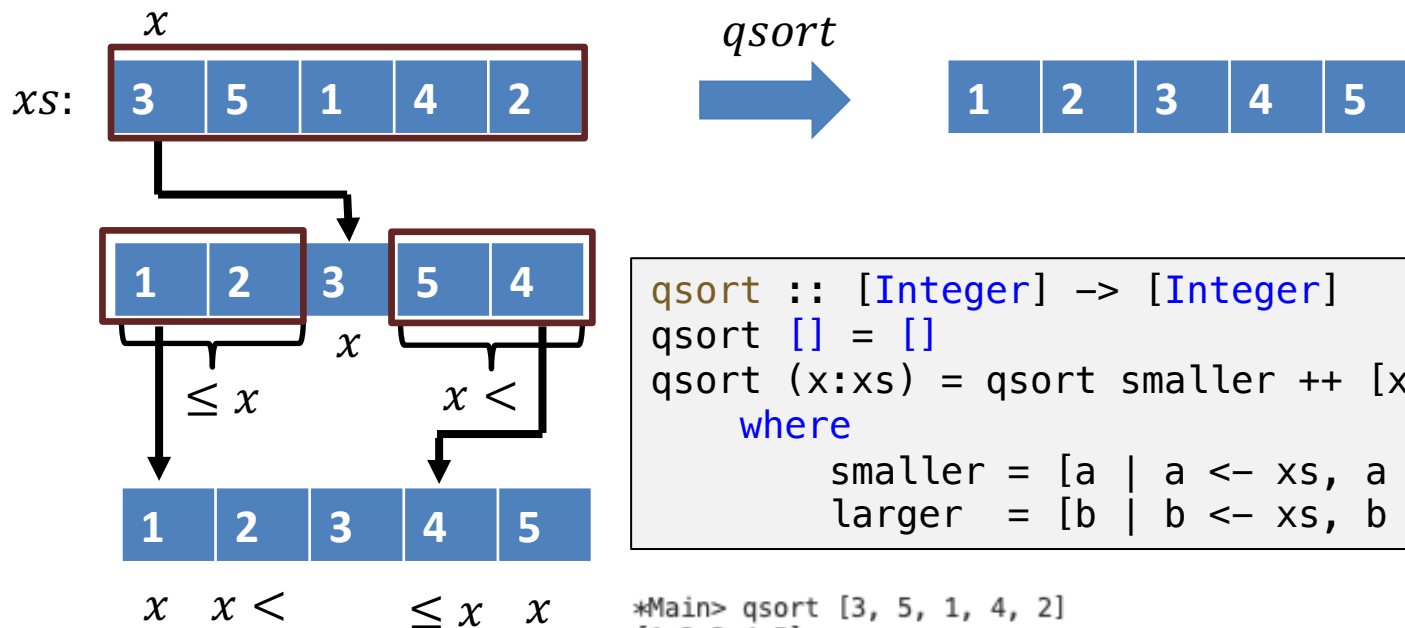 x
qsort
xs: 3 5 1 4 2
1 2 3 4 5
1 2 3 5 4
x
≤ x
x <
1 2 3 4 5
x x < ≤ x x
qsort :: [Integer] –> [Integer]
qsort [] = []
qsort (x:xs) = qsort smaller ++ [x
where
smaller = [a | a <– xs, a
larger = [b | b <– xs, b
*Main> qsort [3, 5, 1, 4, 2]